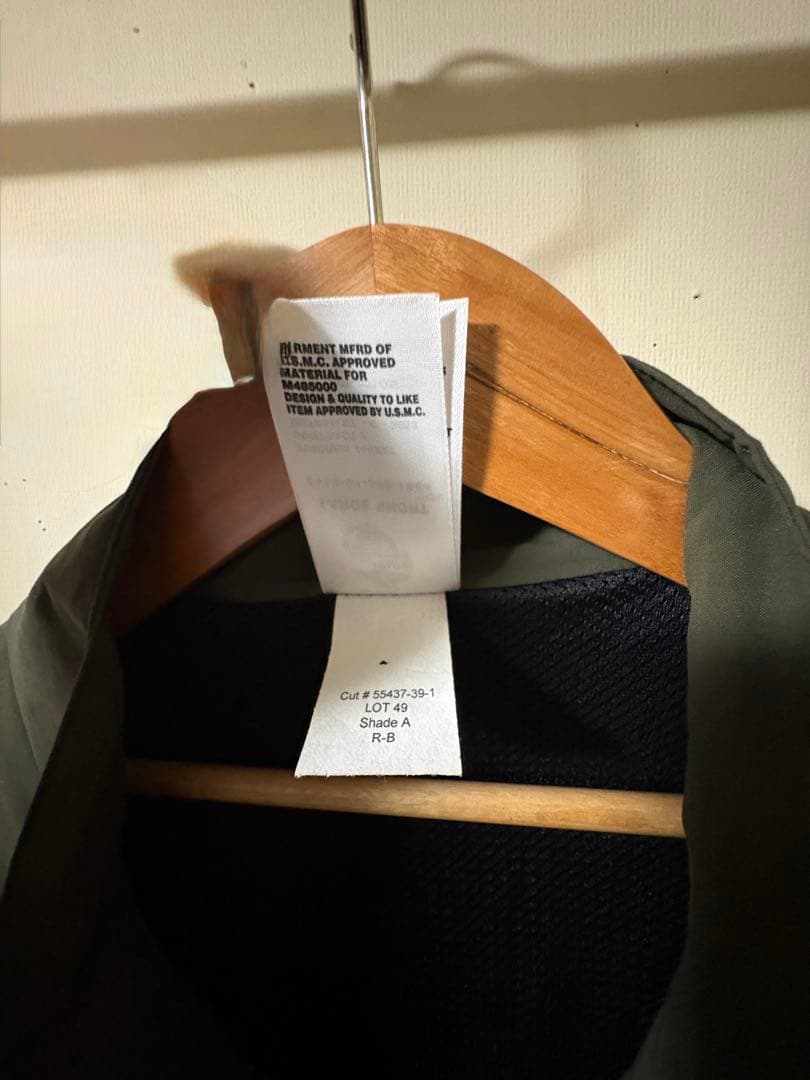 RMENT MFRD OF
S.M.C. APPROVED
MATERIAL FOR
M485000
DESIGN & QUALITY TO LIKE
ITEM APPROVED BY U.S.M.C.
Cut # 55437-39-1
LOT 49
Shade A
R-B